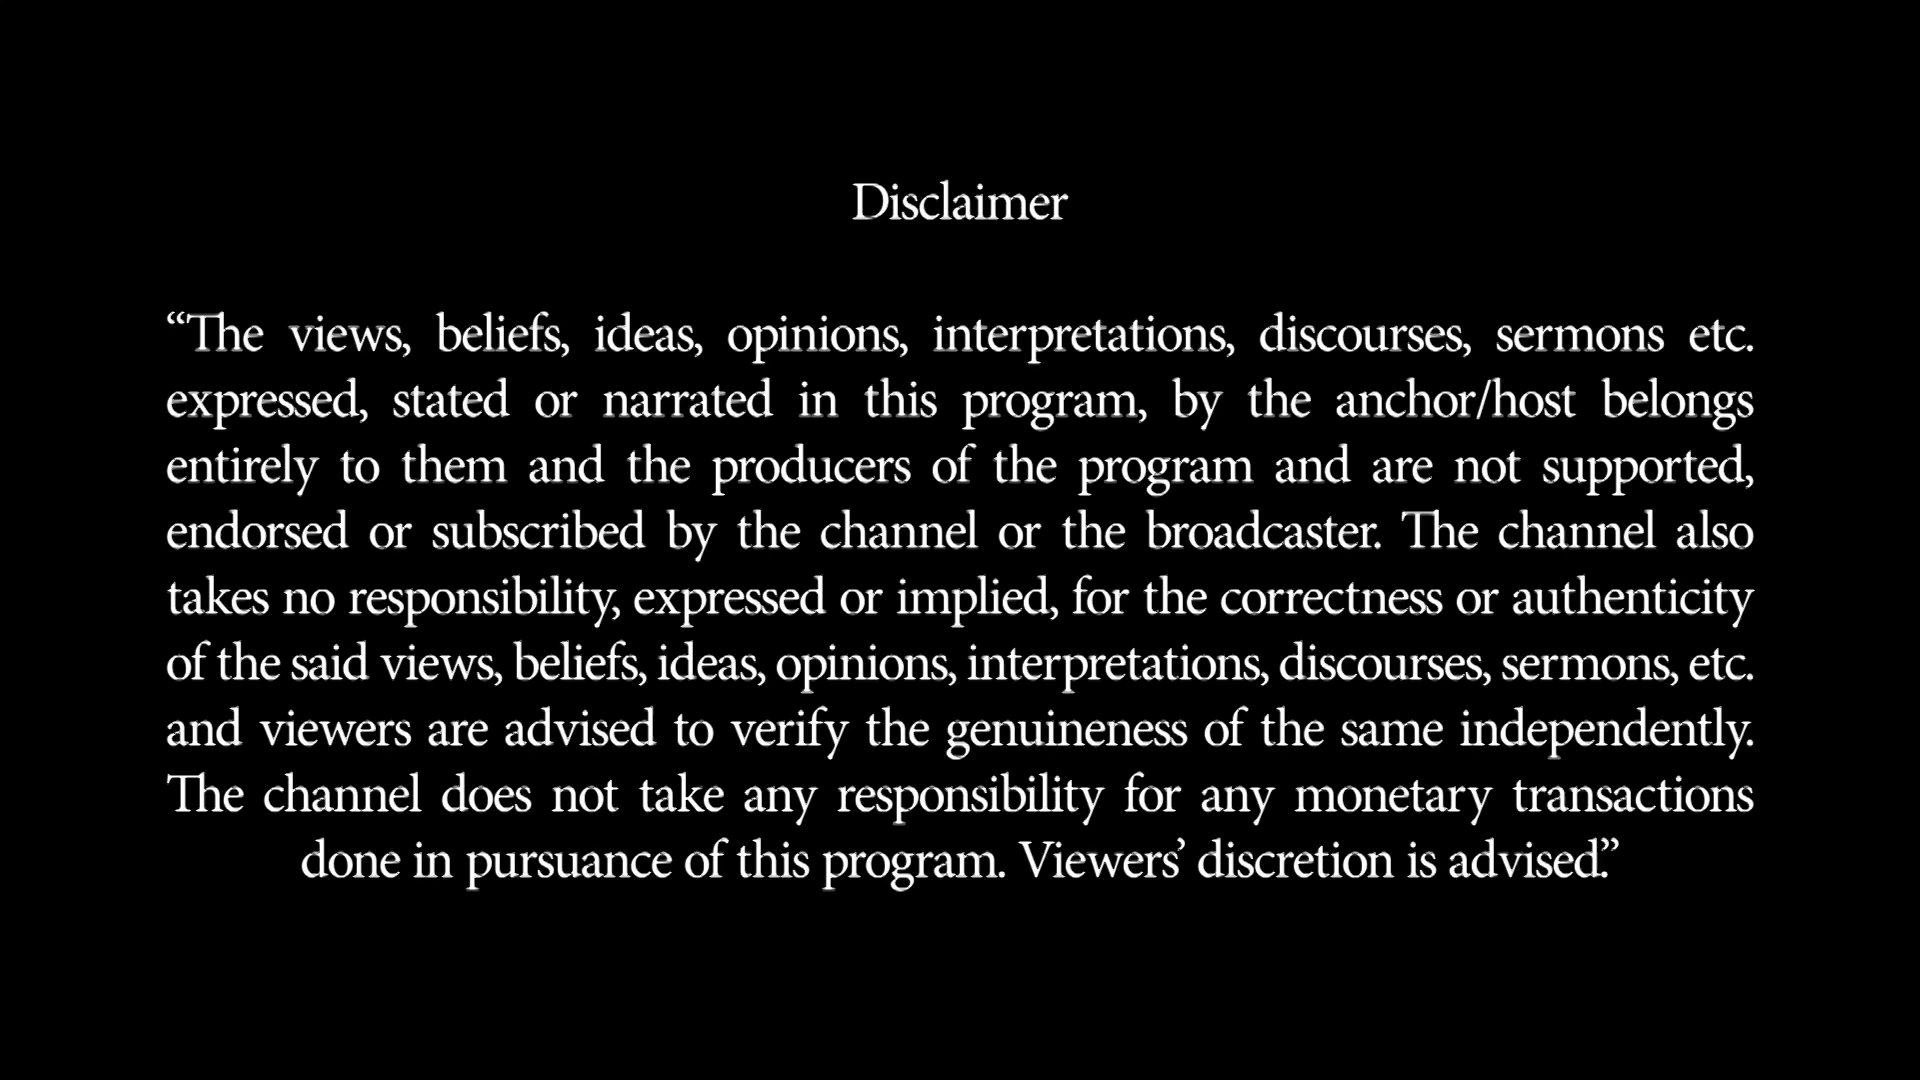 Disclaimer
“The views, beliefs, ideas, opinions, interpretations, discourses, sermons etc.
expressed, stated or narrated in this program, by the anchor/host belongs
entirely to them and the producers of the program and are not supported,
endorsed or subscribed by the channel or the broadcaster. The channel also
takes no responsibility, expressed or implied, for the correctness or authenticity
of the said views, beliefs, ideas, opinions, interpretations, discourses, sermons, etc.
and viewers are advised to verify the genuineness of the same independently.
The channel does not take any responsibility for any monetary transactions
done in pursuance of this program. Viewers’ discretion is advised.”